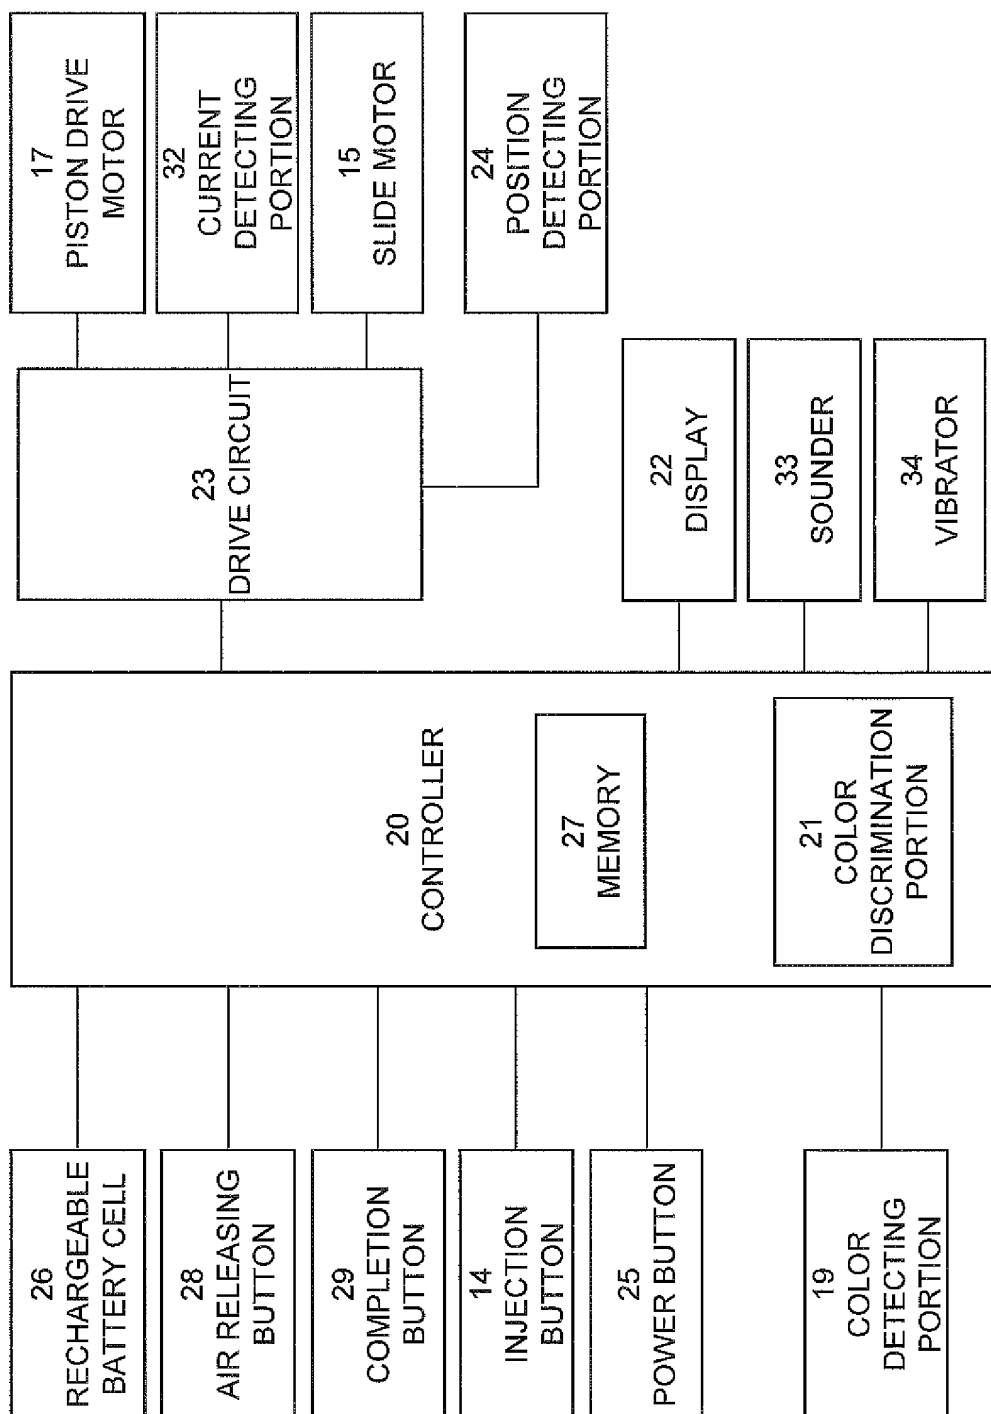 26
RECHARGEABLE
BATTERY CELL
28
AIR RELEASING
BUTTON
29
COMPLETION
BUTTON
14
INJECTION
BUTTON
25
POWER BUTTON
19
COLOR
DETECTING
PORTION
20
CONTROLLER
27
MEMORY
21
COLOR
DISCRIMINATION
PORTION
23
DRIVE CIRCUIT
22
DISPLAY
33
SOUNDER
34
VIBRATOR
17
PISTON DRIVE
MOTOR
32
CURRENT
DETECTING
PORTION
15
SLIDE MOTOR
24
POSITION
DETECTING
PORTION